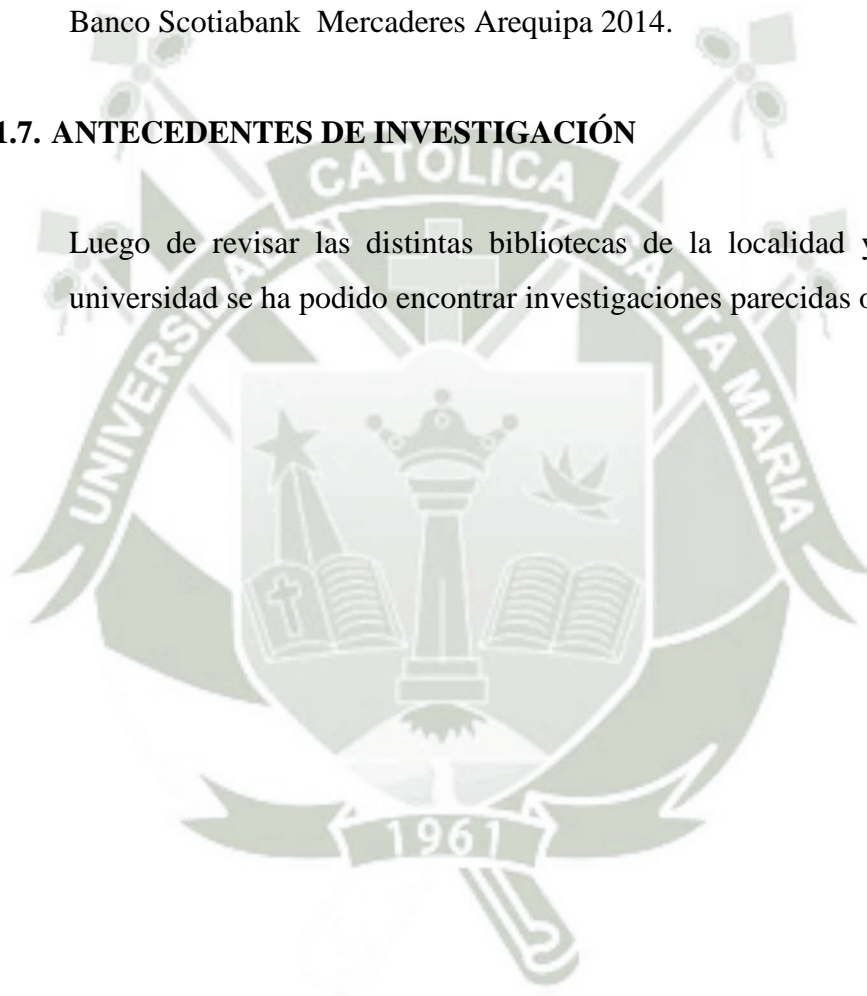 Banco Scotiabank Mercaderes Arequipa 2014.
1.7. ANTECEDENTES DE INVESTIGACIÓN
Luego de revisar las distintas bibliotecas de la localidad y
universidad se ha podido encontrar investigaciones parecidas o
UNIVERSIDAD CATOLICA SANTA MARIA
1961